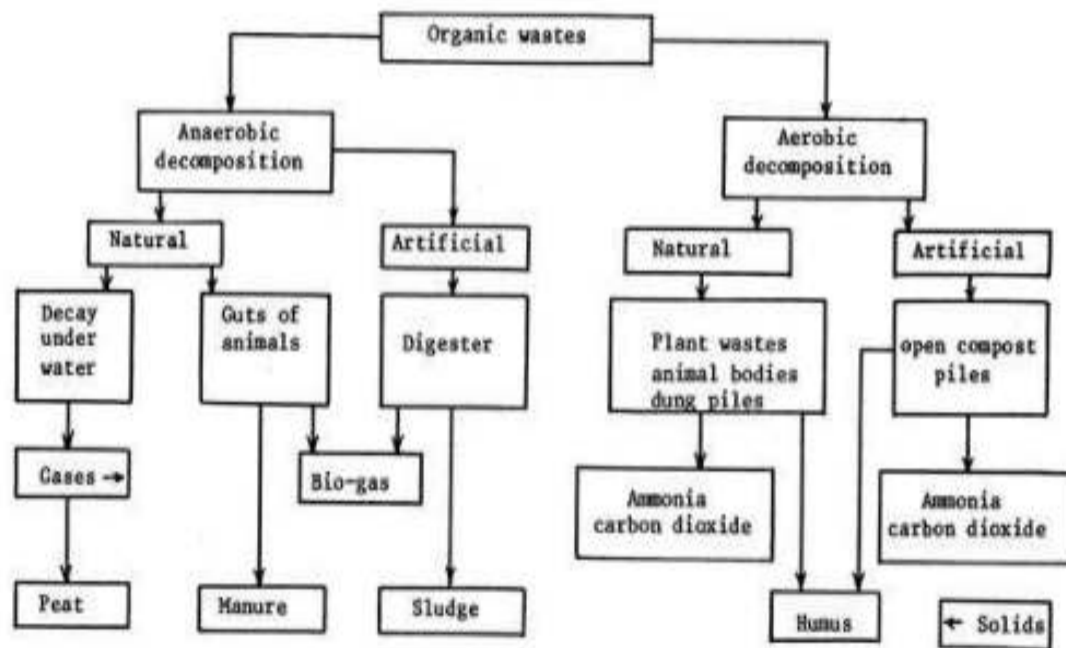 Organic wastes
Anaerobic
decomposition
Aerobic
decomposition
Natural
Artificial
Natural
Artificial
Decay
under
water
Guts of
animals
Digester
Plant wastes
animal bodies
dung piles
open compost
piles
Gases →
Bio-gas
Ammonia
carbon dioxide
Ammonia
carbon dioxide
Peat
Manure
Sludge
Humus
← Solids